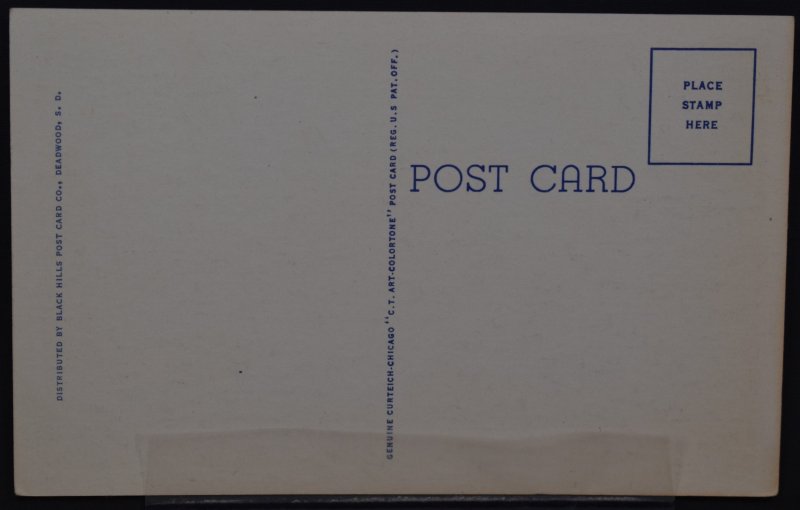 DISTRIBUTED BY BLACK HILLS POST CARD CO., DEADWOOD, S. D.
GENUINE CURTEICH-CHICAGO "C.T. ART-COLORTONE" POST CARD (REG. U.S PAT. OFF.)
POST CARD
PLACE
STAMP
HERE